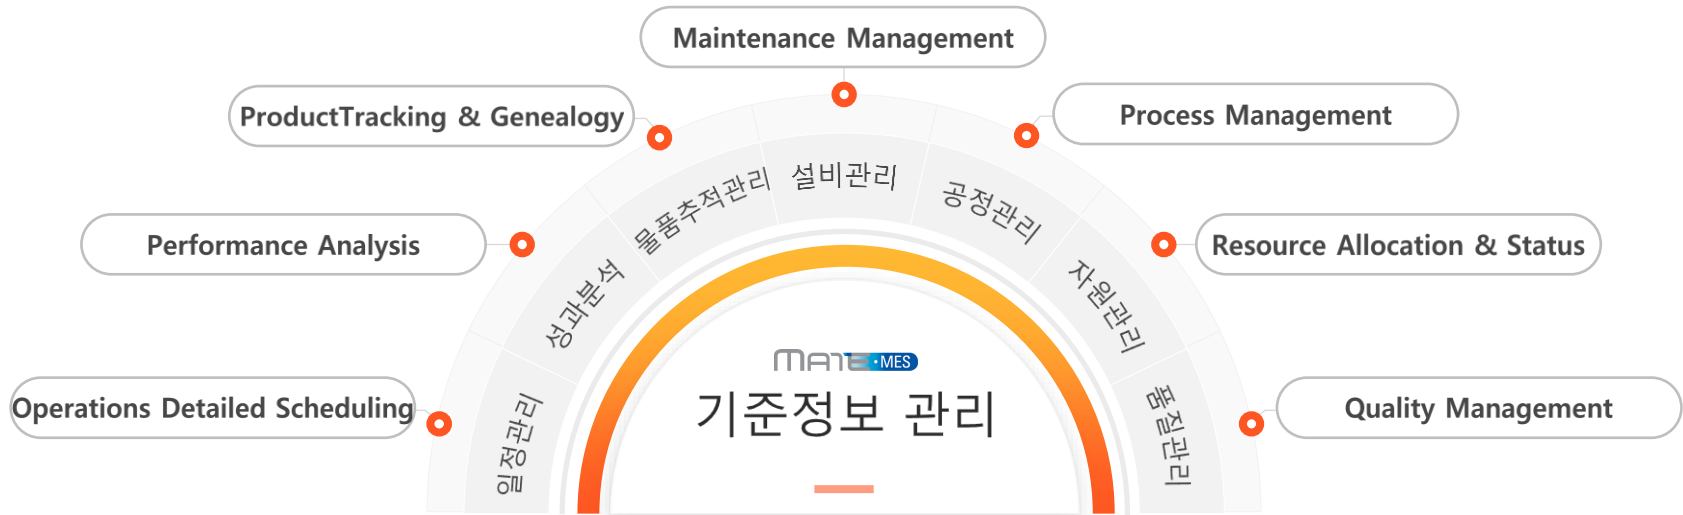 Maintenance Management
ProductTracking & Genealogy
Process Management
Performance Analysis
Resource Allocation & Status
Operations Detailed Scheduling
Quality Management
일정관리
성과분석
물품추적관리
설비관리
공정관리
자원관리
품질관리
MATE·MES
기준정보 관리